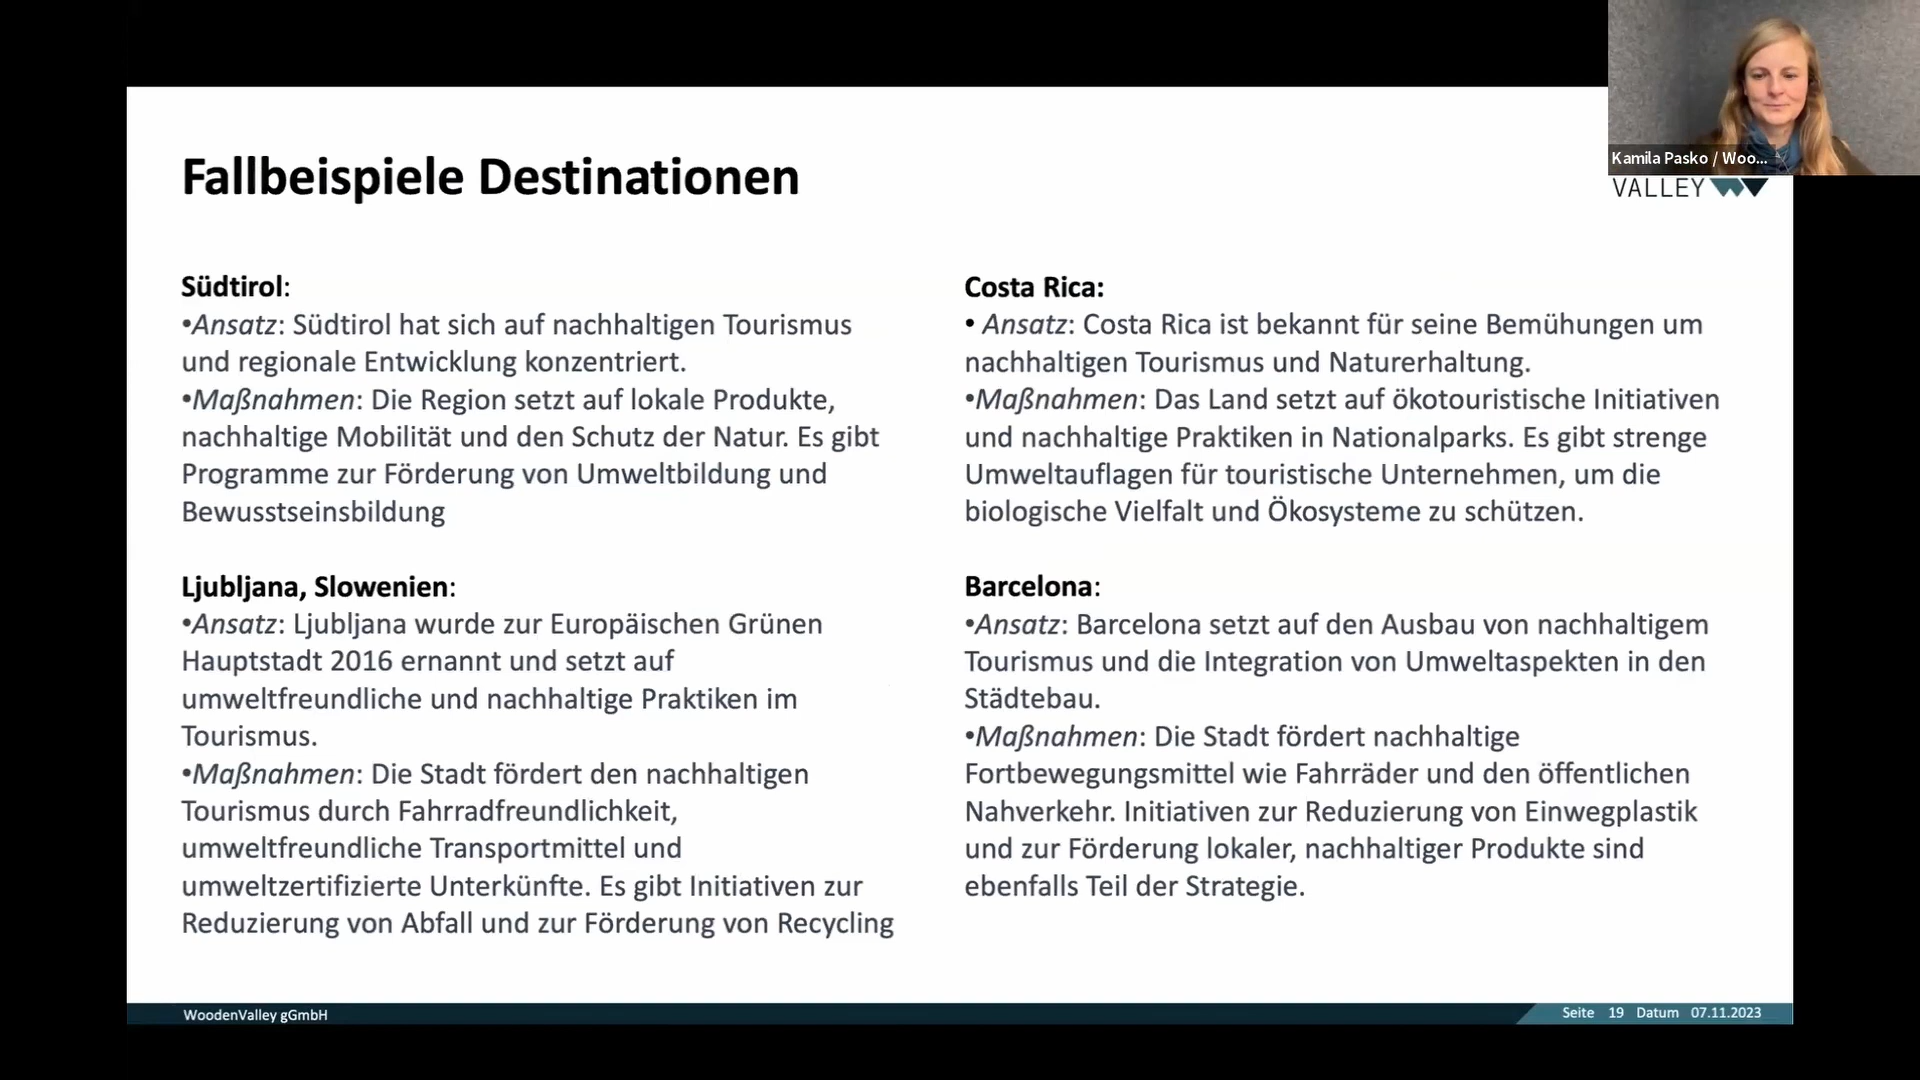 Kamila Pasko / Woo...
VALLEY
Fallbeispiele Destinationen
Südtirol:
•Ansatz: Südtirol hat sich auf nachhaltigen Tourismus
und regionale Entwicklung konzentriert.
•Maßnahmen: Die Region setzt auf lokale Produkte,
nachhaltige Mobilität und den Schutz der Natur. Es gibt
Programme zur Förderung von Umweltbildung und
Bewusstseinsbildung
Ljubljana, Slowenien:
•Ansatz: Ljubljana wurde zur Europäischen Grünen
Hauptstadt 2016 ernannt und setzt auf
umweltfreundliche und nachhaltige Praktiken im
Tourismus.
•Maßnahmen: Die Stadt fördert den nachhaltigen
Tourismus durch Fahrradfreundlichkeit,
umweltfreundliche Transportmittel und
umweltzertifizierte Unterkünfte. Es gibt Initiativen zur
Reduzierung von Abfall und zur Förderung von Recycling
Costa Rica:
• Ansatz: Costa Rica ist bekannt für seine Bemühungen um
nachhaltigen Tourismus und Naturerhaltung.
•Maßnahmen: Das Land setzt auf ökotouristische Initiativen
und nachhaltige Praktiken in Nationalparks. Es gibt strenge
Umweltauflagen für touristische Unternehmen, um die
biologische Vielfalt und Ökosysteme zu schützen.
Barcelona:
•Ansatz: Barcelona setzt auf den Ausbau von nachhaltigem
Tourismus und die Integration von Umweltaspekten in den
Städtebau.
•Maßnahmen: Die Stadt fördert nachhaltige
Fortbewegungsmittel wie Fahrräder und den öffentlichen
Nahverkehr. Initiativen zur Reduzierung von Einwegplastik
und zur Förderung lokaler, nachhaltiger Produkte sind
ebenfalls Teil der Strategie.
WoodenValley gGmbH
Seite 19 Datum 07.11.2023